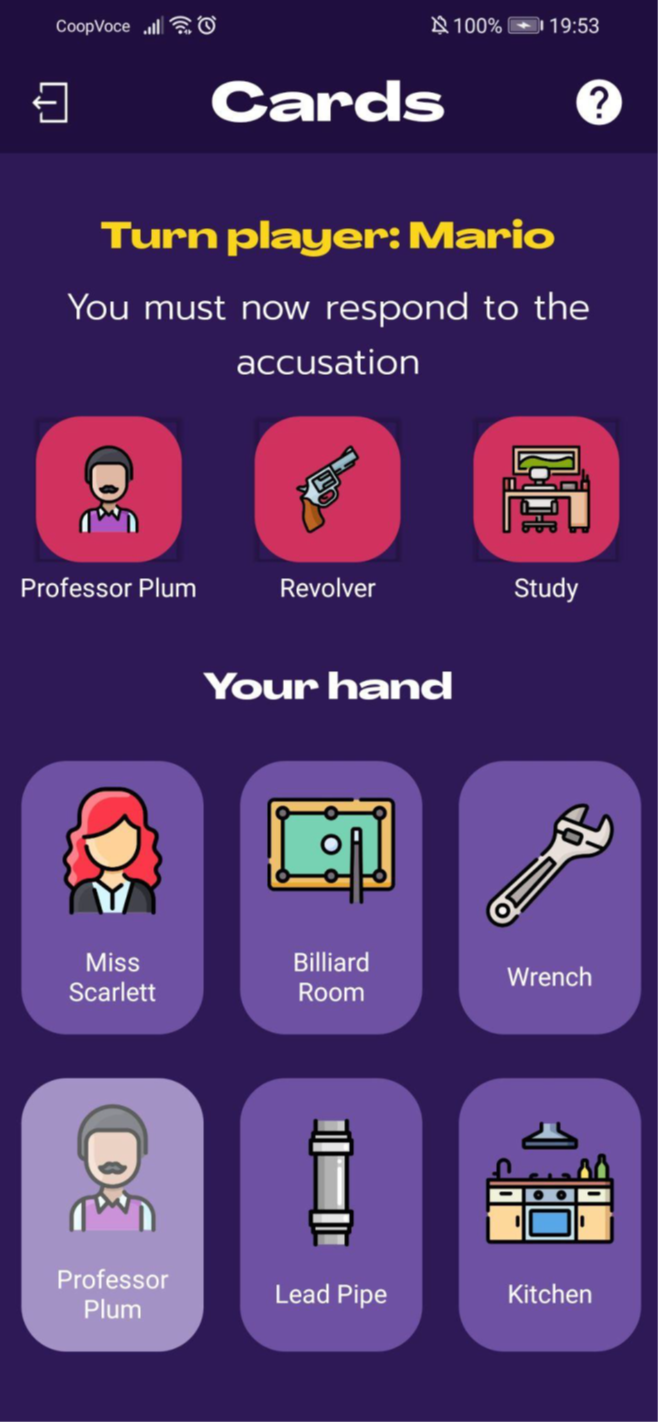 CoopVoce 100% 19:53
Cards ?
Turn player: Mario
You must now respond to the
accusation
Professor Plum Revolver Study
Your hand
Miss
Scarlett
Billiard
Room
Wrench
Professor
Plum
Lead Pipe
Kitchen